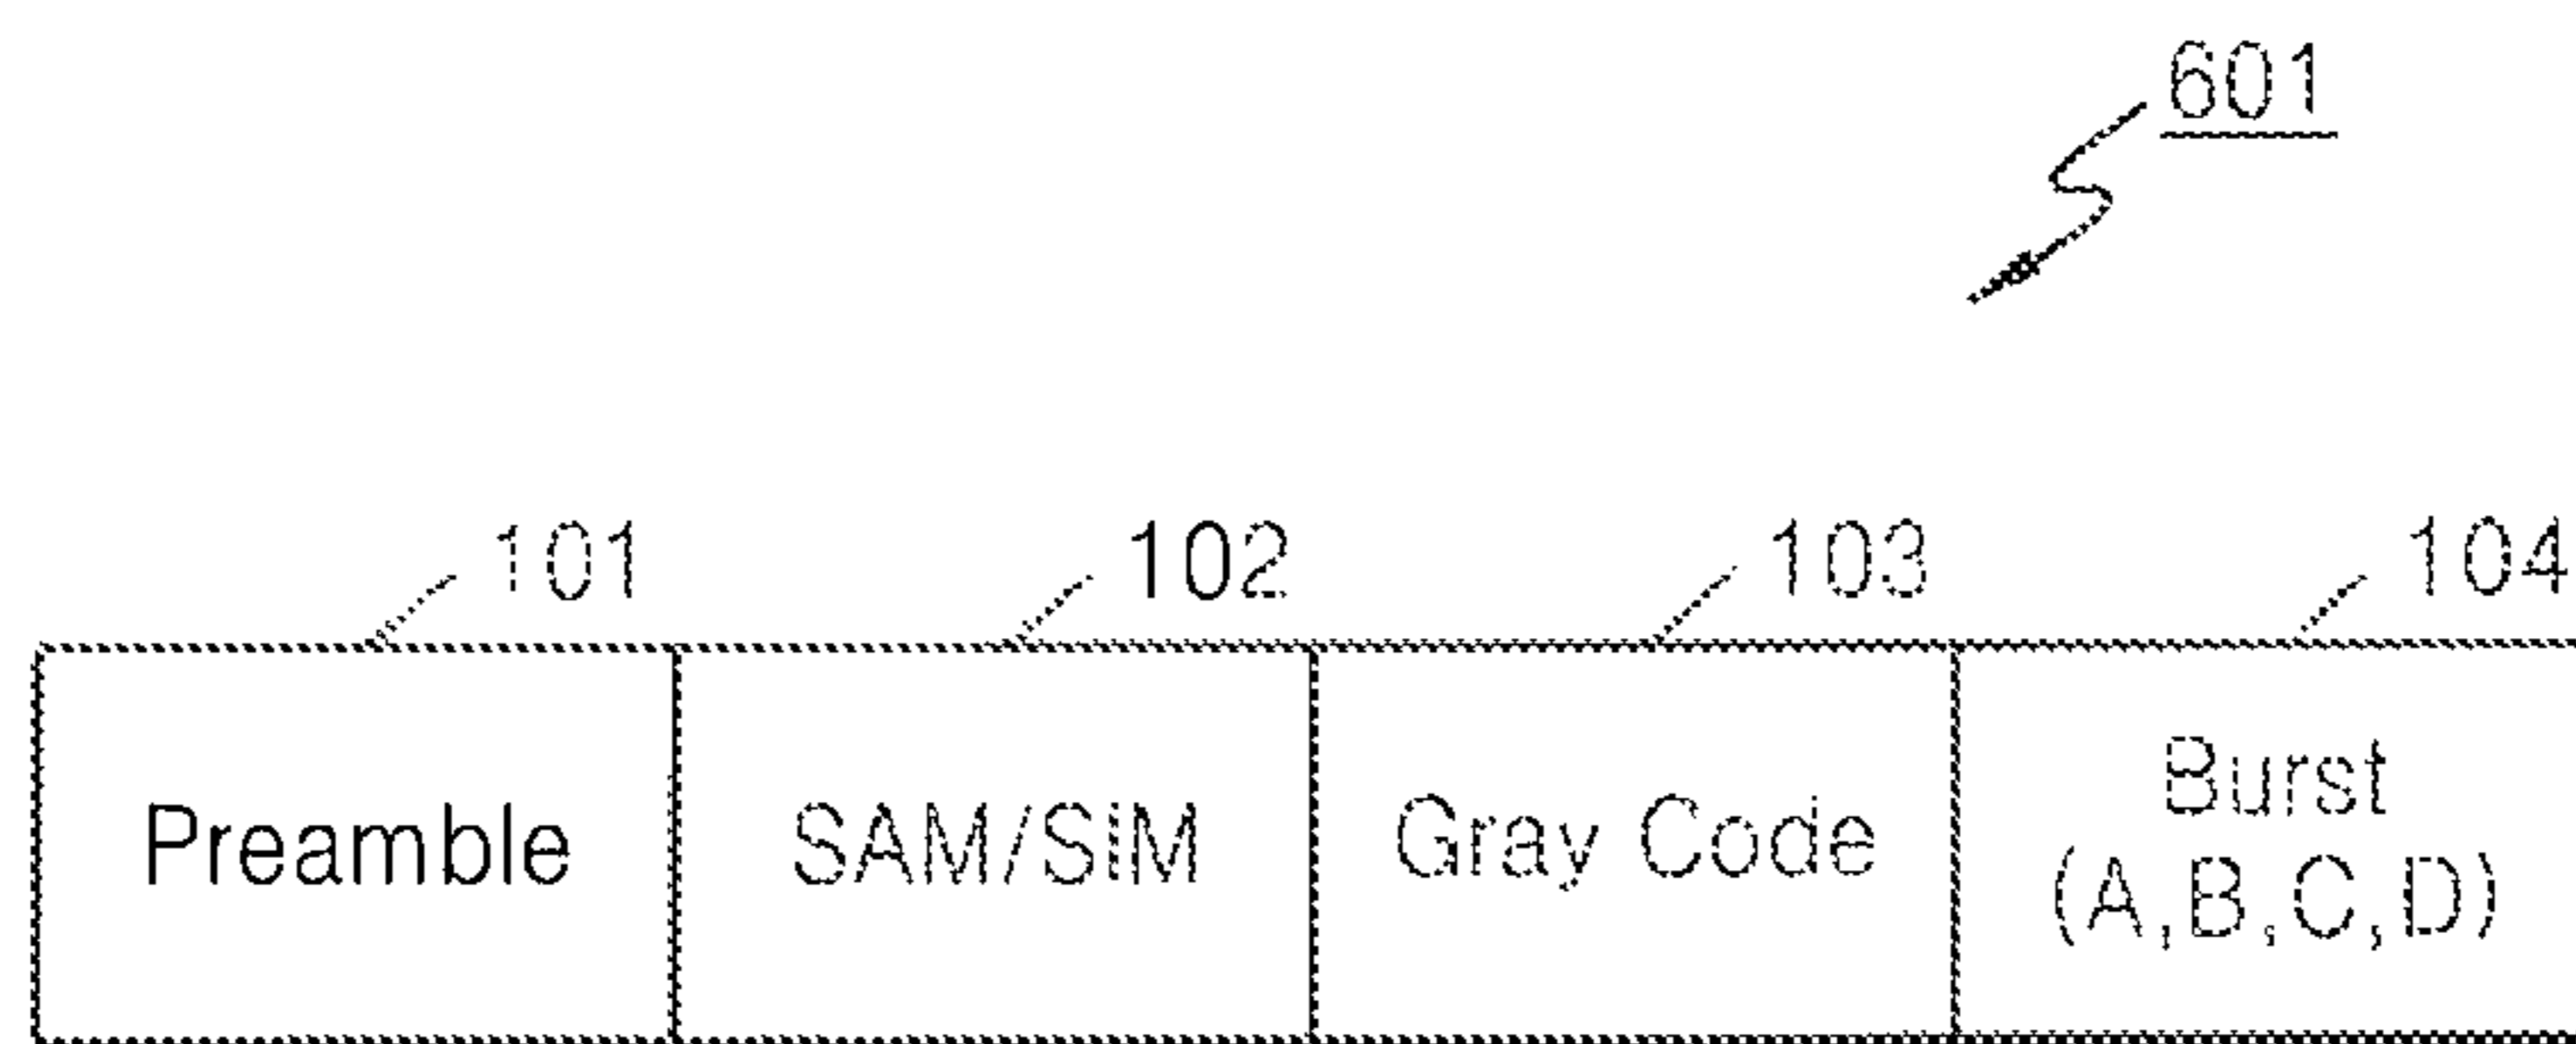 601
101 102 103 104
Preamble SAM/SIM Gray Code Burst
(A,B,C,D)